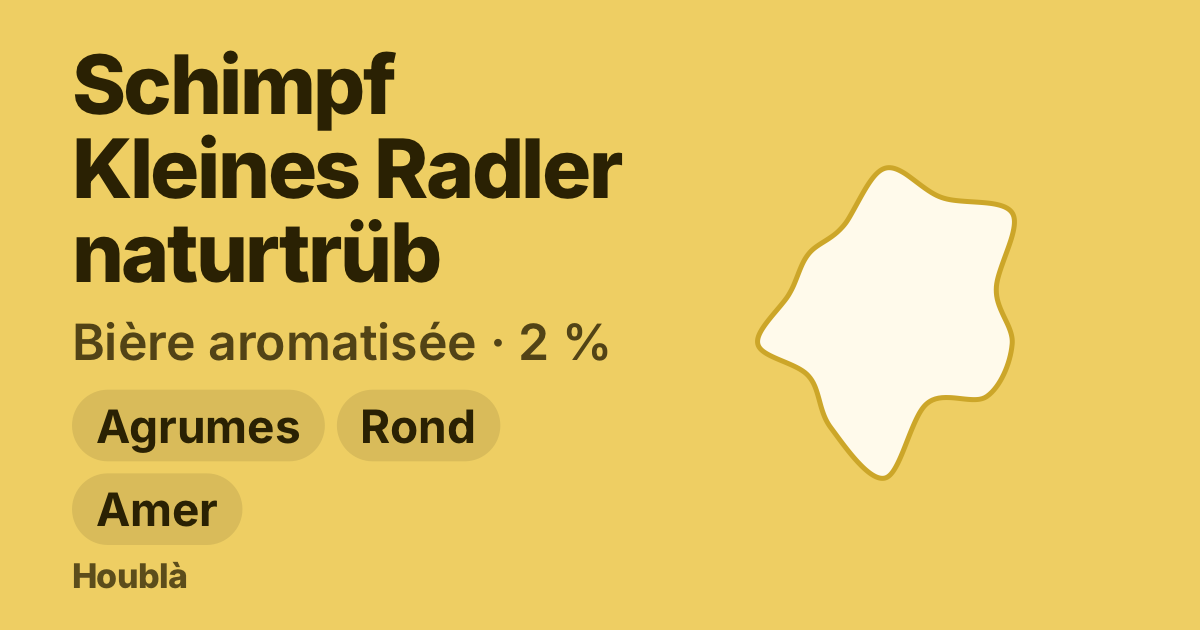 Schimpf
Kleines Radler
naturtrüb
Bière aromatisée · 2 %
Agrumes Rond
Amer
Houblà